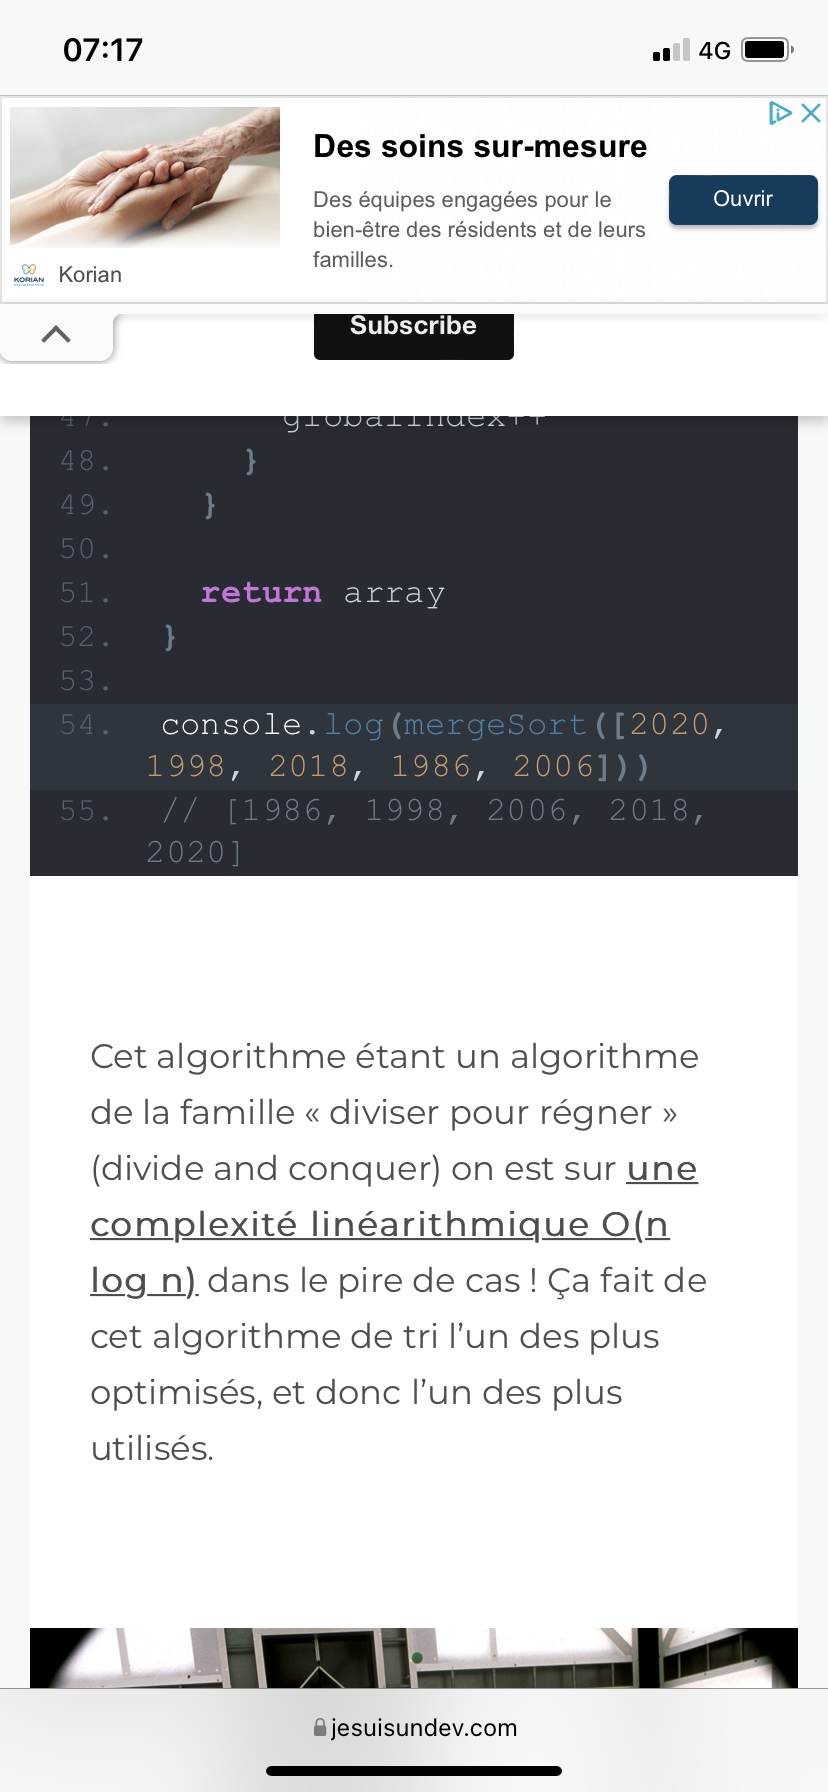 07:17
4G
Des soins sur-mesure
Des équipes engagées pour le
bien-être des résidents et de leurs
familles.
Ouvrir
KORIAN
Korian
Subscribe
47. globalIndex++
48. }
49. }
50.
51. return array
52. }
53.
54. console.log(mergeSort([2020,
1998, 2018, 1986, 2006]))
55. // [1986, 1998, 2006, 2018,
2020]
Cet algorithme étant un algorithme
de la famille « diviser pour régner »
(divide and conquer) on est sur une
complexité linéarithmique O(n
log n) dans le pire de cas ! Ça fait de
cet algorithme de tri l’un des plus
optimisés, et donc l’un des plus
utilisés.
jesuisundev.com